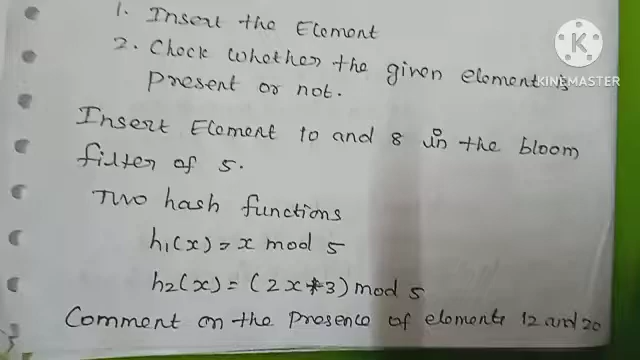 1. Insert the Element
2. Check whether the given element is
present or not.
Insert Element 10 and 8 in the bloom
filter of 5.
Two hash functions
h₁(x) = x mod 5
h₂(x) = (2x+3) mod 5
Comment on the presence of elements 12 and 20
K
KINEMASTER